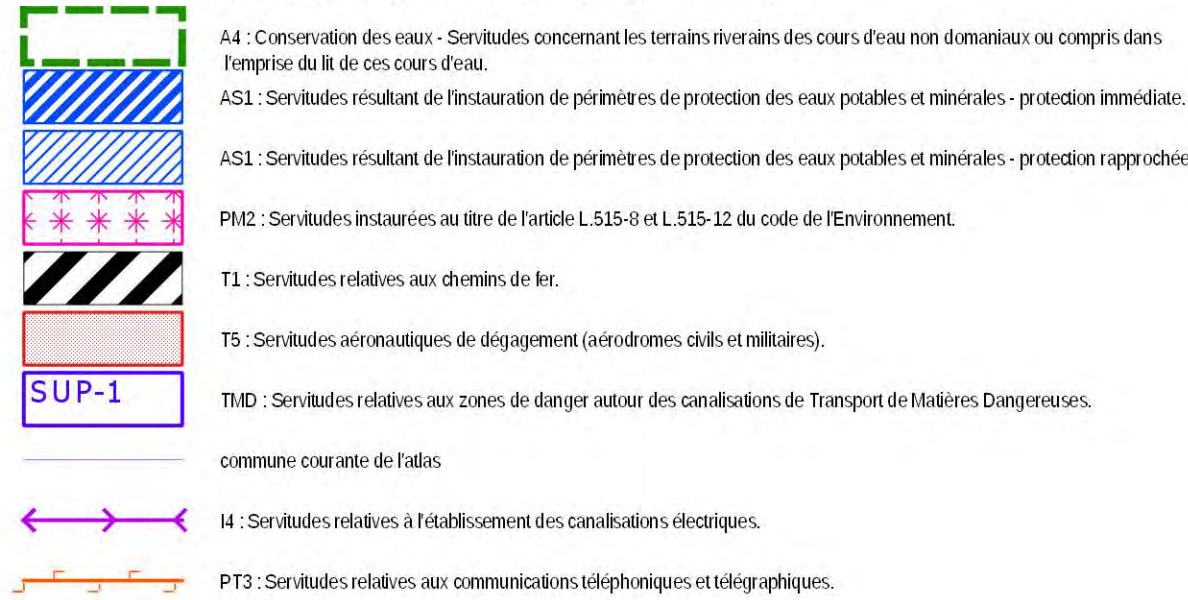 A4 : Conservation des eaux - Servitudes concernant les terrains riverains des cours d'eau non domaniaux ou compris dans
l'emprise du lit de ces cours d'eau.
AS1 : Servitudes résultant de l'instauration de périmètres de protection des eaux potables et minérales - protection immédiate.
AS1 : Servitudes résultant de l'instauration de périmètres de protection des eaux potables et minérales - protection rapprochée
PM2 : Servitudes instaurées au titre de l'article L.515-8 et L.515-12 du code de l'Environnement.
T1 : Servitudes relatives aux chemins de fer.
T5 : Servitudes aéronautiques de dégagement (aérodromes civils et militaires).
SUP-1
TMD : Servitudes relatives aux zones de danger autour des canalisations de Transport de Matières Dangereuses.
commune courante de l'atlas
I4 : Servitudes relatives à l'établissement des canalisations électriques.
PT3 : Servitudes relatives aux communications téléphoniques et télégraphiques.